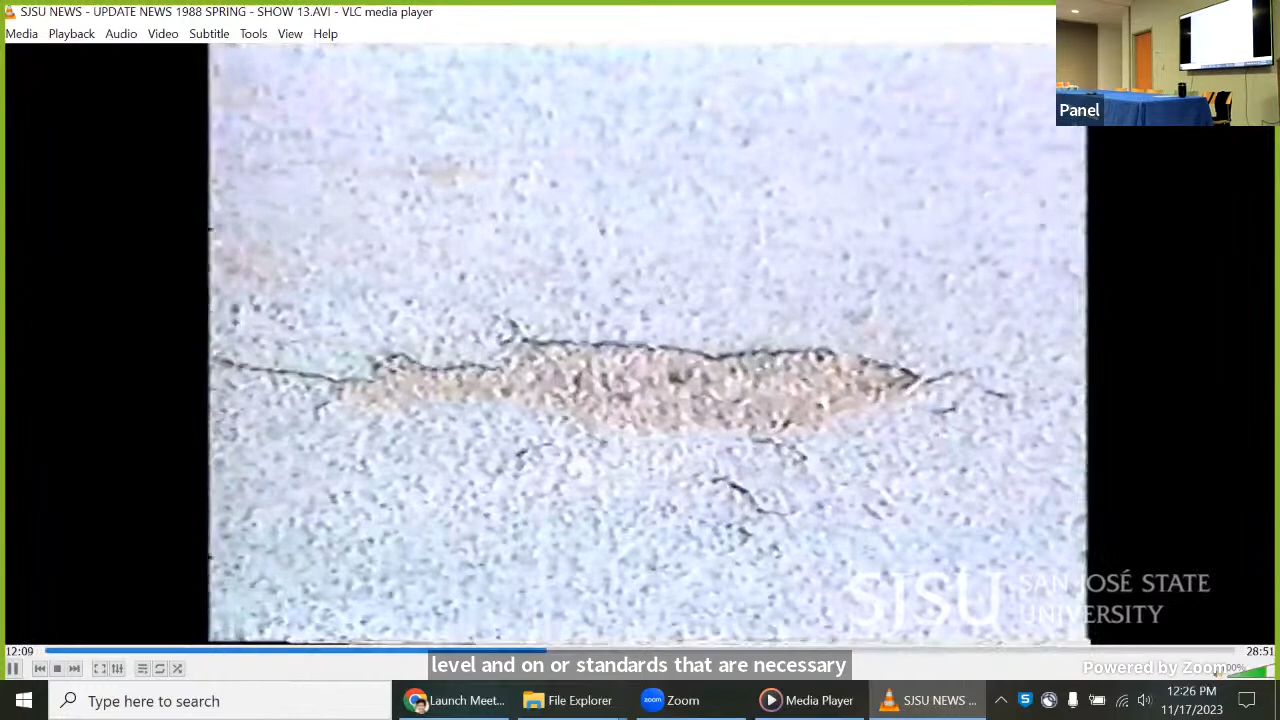 SJSU NEWS - UPDATE NEWS 1988 SPRING - SHOW 13.AVI - VLC media player
Media Playback Audio Video Subtitle Tools View Help
Panel
SJSU SAN JOSÉ STATE
UNIVERSITY
12:09
28:51
level and on or standards that are necessary
Powered by Zoom
Type here to search
Launch Meet...
File Explorer
Zoom
Media Player
SJSU NEWS ...
12:26 PM
11/17/2023